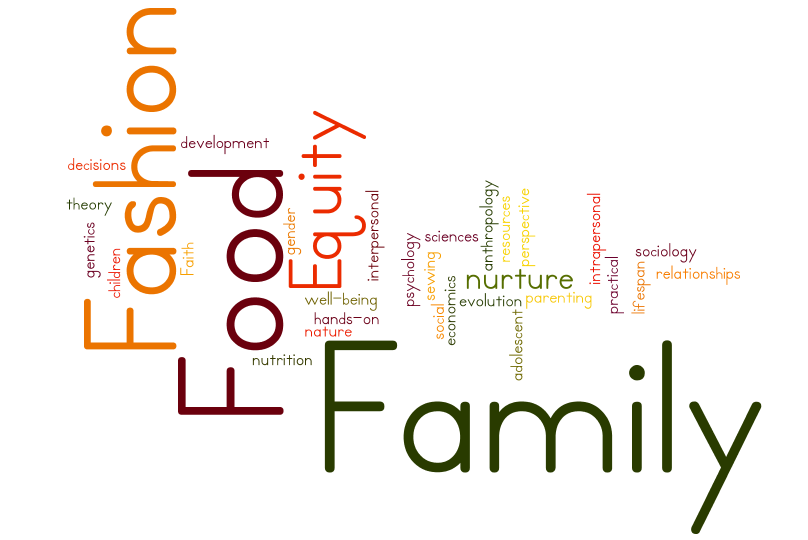 Fashion
development
decisions
theory
genetics
children
Faith
Food
nutrition
Equity
gender
interpersonal
well-being
hands-on
nature
psychology
sciences
sewing
social
economics
anthropology
resources
perspective
nurture
evolution
parenting
adolescent
intrapersonal
practical
lifespan
sociology
relationships
Family